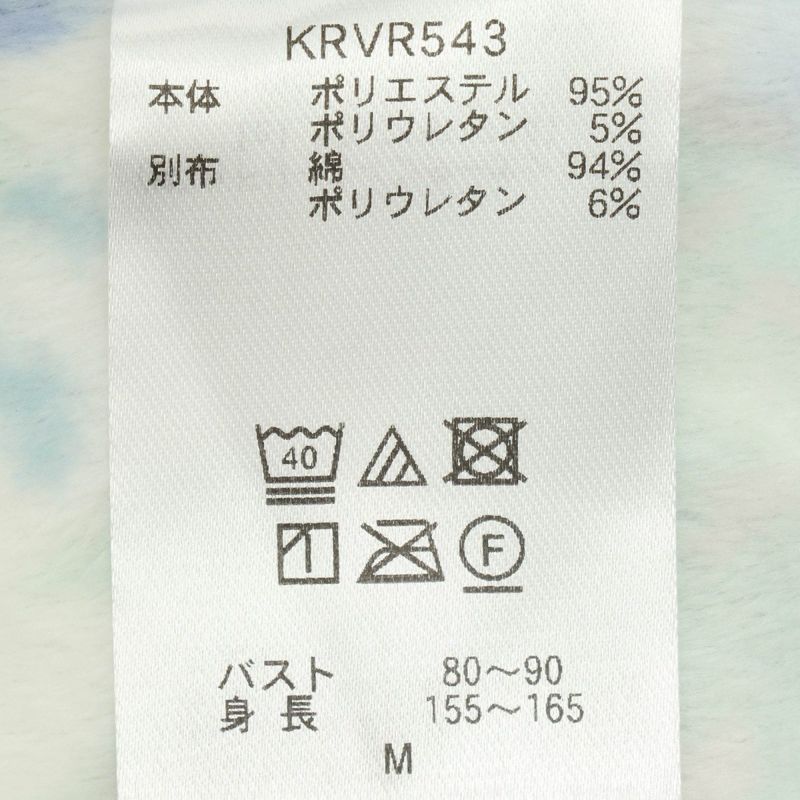 KRVR543
本体 ポリエステル 95%
ポリウレタン 5%
別布 綿 94%
ポリウレタン 6%
40
F
バスト 80〜90
身長 155〜165
M